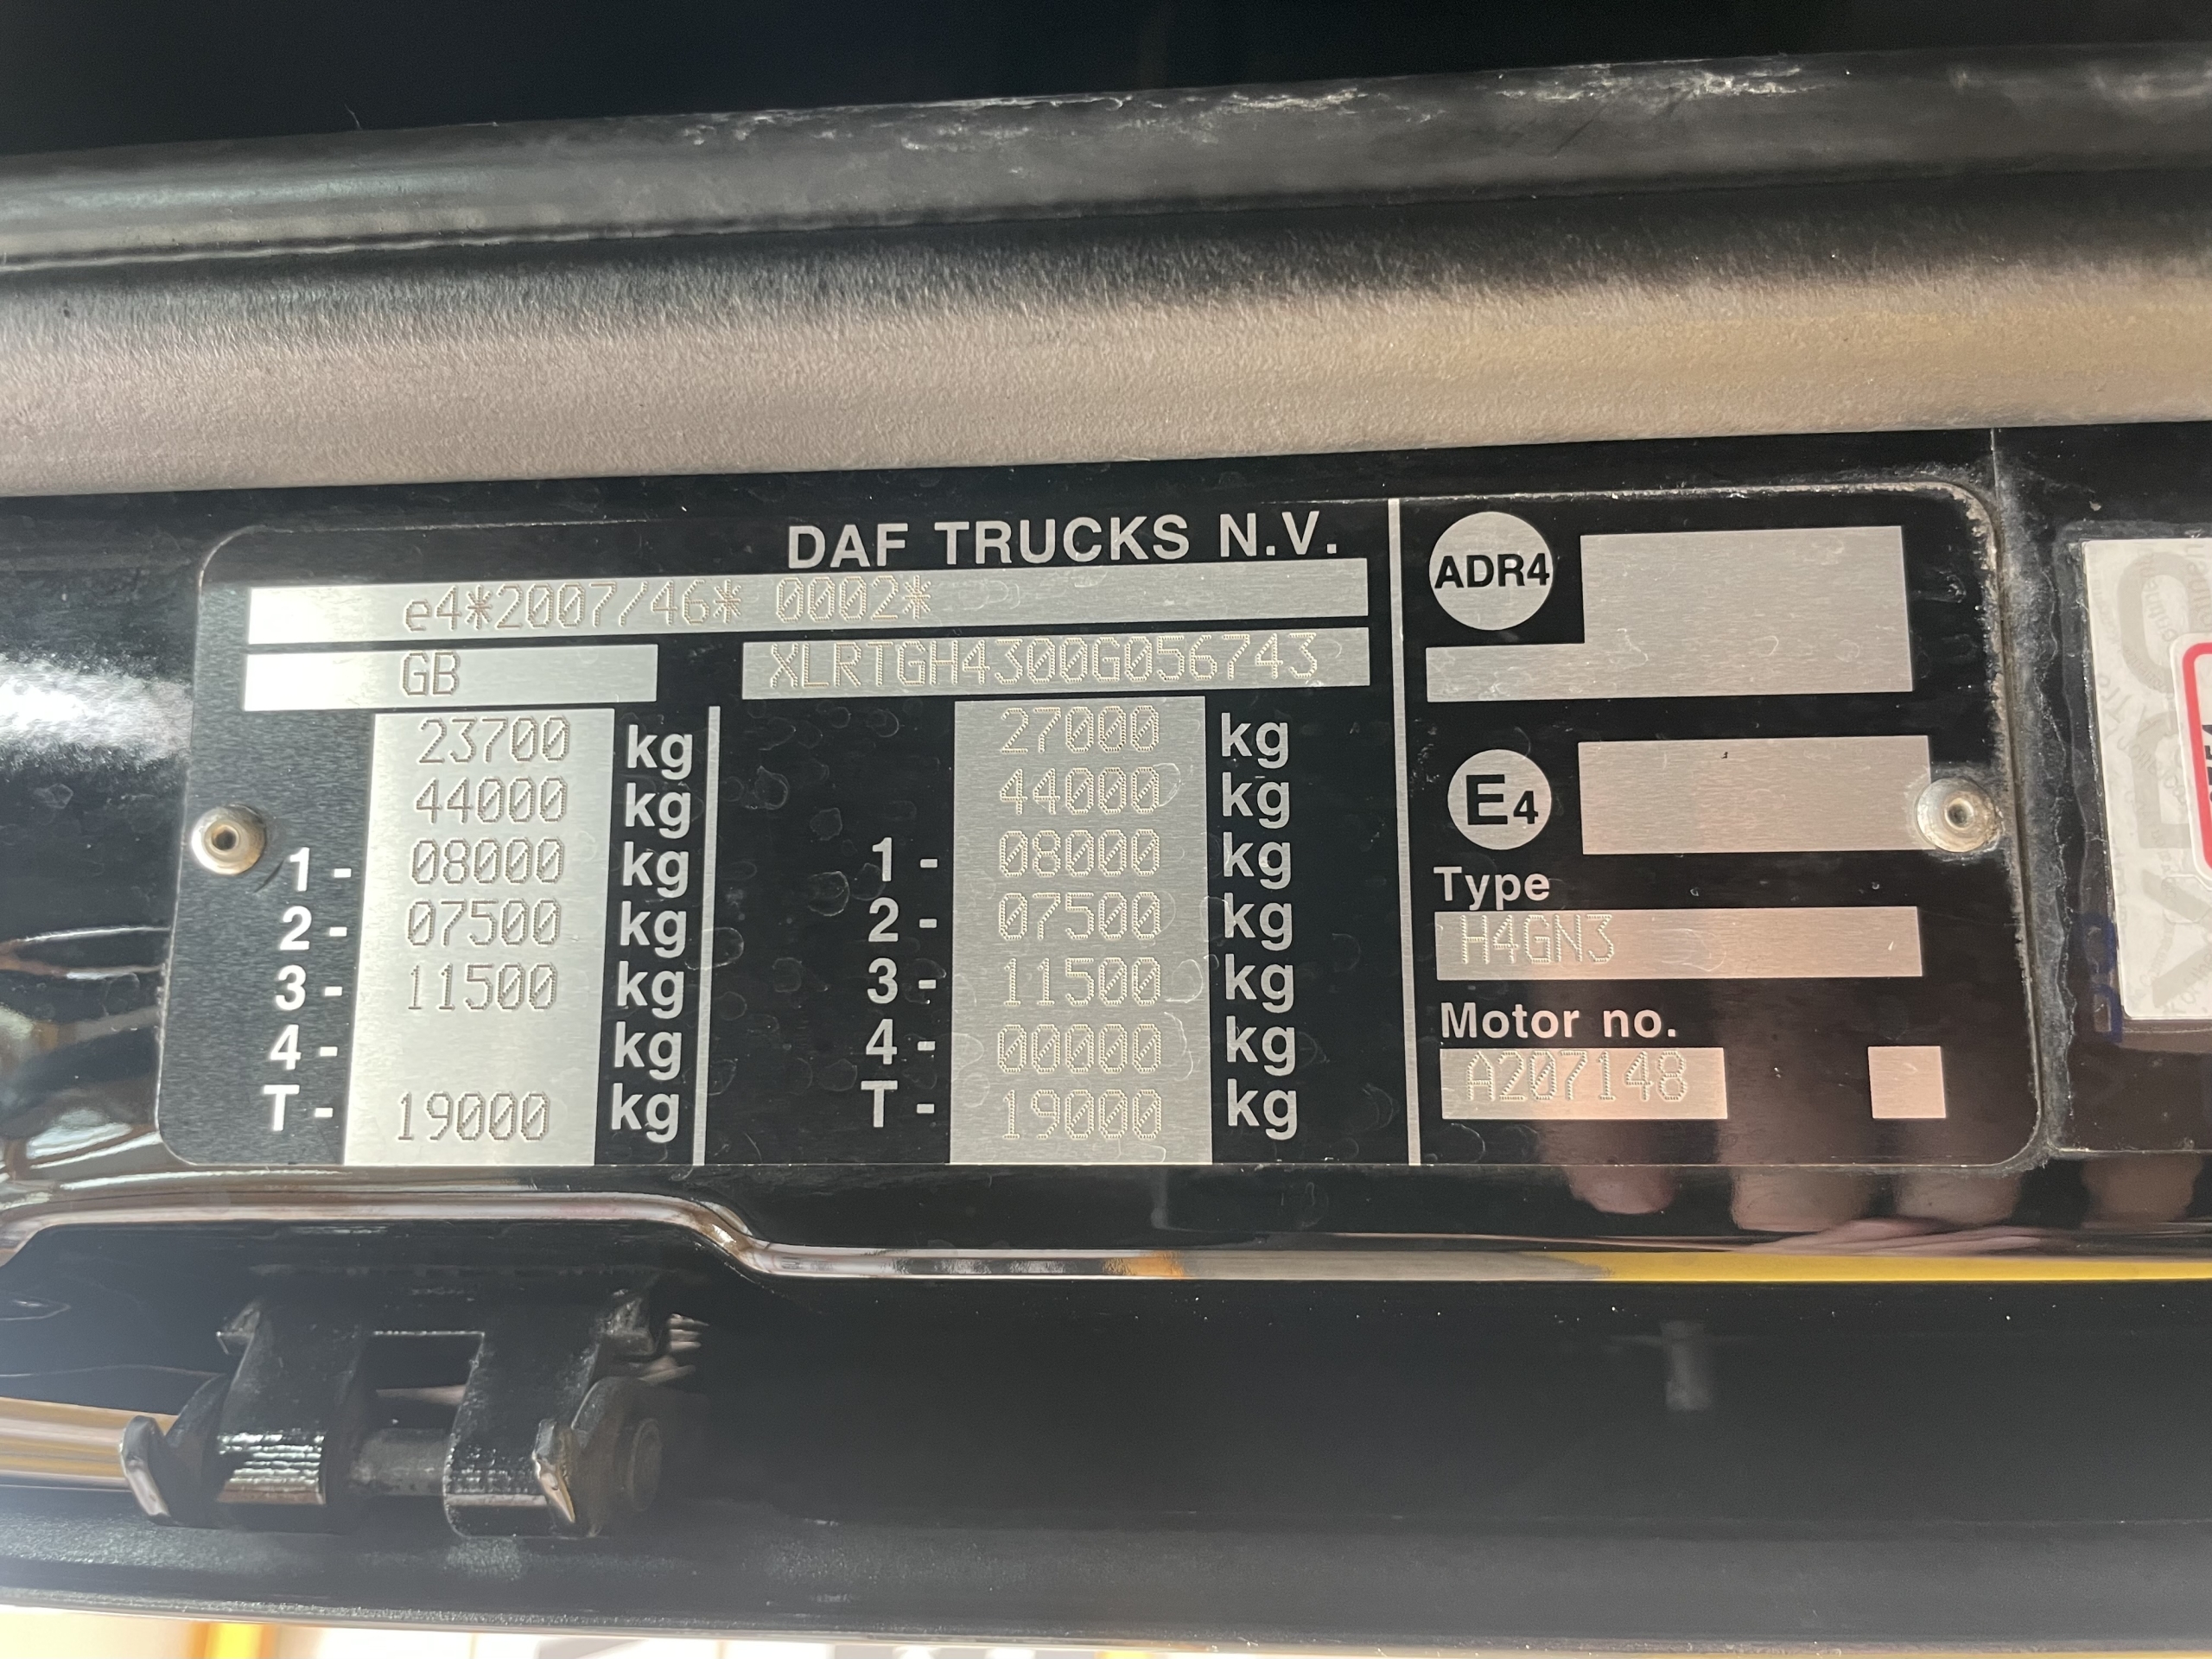 DAF TRUCKS N.V.
e4*2007/46* 0002*
GB XLRTGH4300G056743
23700 kg 27000 kg
44000 kg 44000 kg
1- 08000 kg 1- 08000 kg
2- 07500 kg 2- 07500 kg
3- 11500 kg 3- 11500 kg
4- kg 4- 00000 kg
T- 19000 kg T- 19000 kg
ADR4
E4
Type
H4GN3
Motor no.
A207148